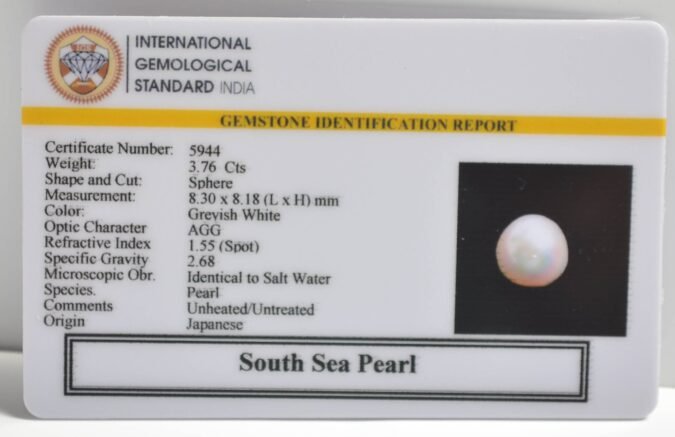 IGS
INTERNATIONAL
GEMOLOGICAL
STANDARD INDIA
GEMSTONE IDENTIFICATION REPORT
Certificate Number: 5944
Weight: 3.76 Cts
Shape and Cut: Sphere
Measurement: 8.30 x 8.18 (L x H) mm
Color: Greyish White
Optic Character AGG
Refractive Index 1.55 (Spot)
Specific Gravity 2.68
Microscopic Obr. Identical to Salt Water
Species. Pearl
Comments Unheated/Untreated
Origin Japanese
South Sea Pearl